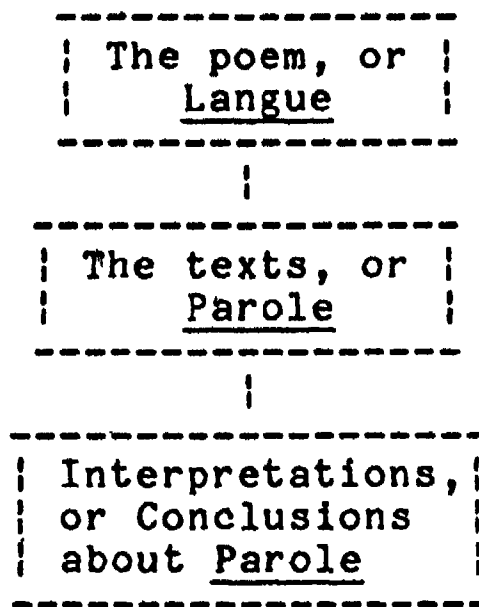 The poem, or
Langue
The texts, or
Parole
Interpretations,
or Conclusions
about Parole